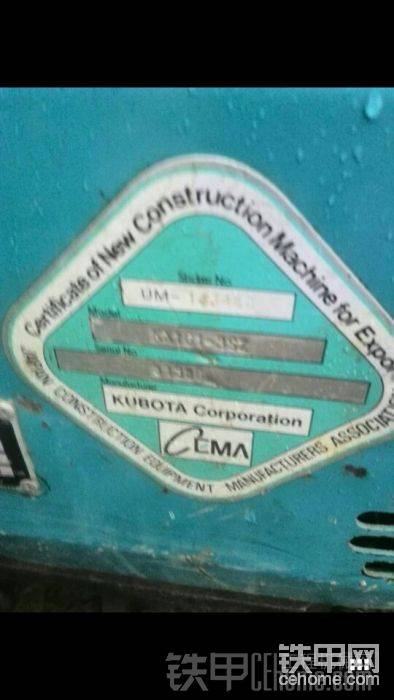 Certificate of New Construction Machine for Export
Sticker No.
UM-
Model
Serial No.
Manufacturer
KUBOTA Corporation
CEMA
JAPAN CONSTRUCTION EQUIPMENT MANUFACTURERS ASSOCIATION
铁甲
铁甲网
cehome.com